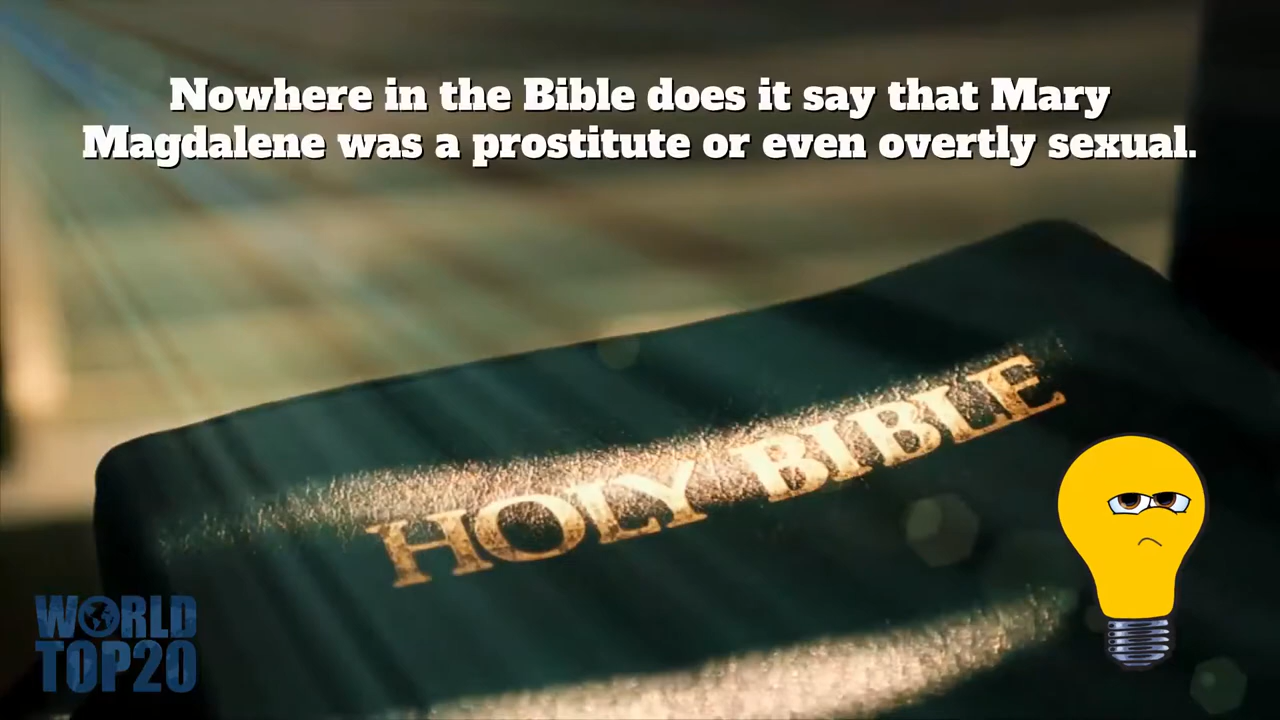 Nowhere in the Bible does it say that Mary
Magdalene was a prostitute or even overtly sexual.
HOLY BIBLE
WORLD
TOP20